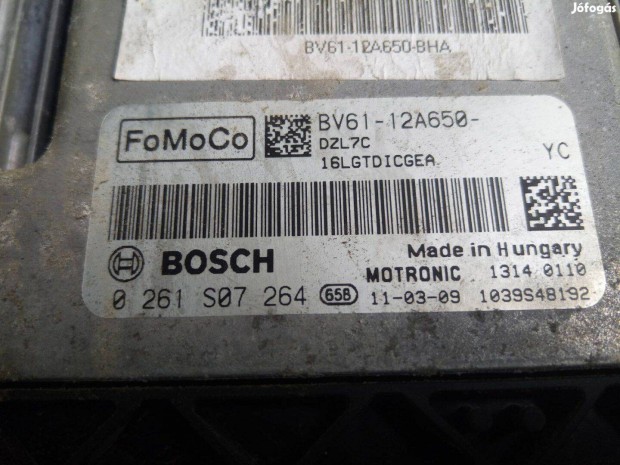 Jófogás
BV61-12A650-BHA
FoMoCo
BV61-12A650-
DZL7C
16LGTDICGEA
YC
BOSCH
Made in Hungary
MOTRONIC 1314 0110
0 261 S07 264 65B 11-03-09 1039S48192